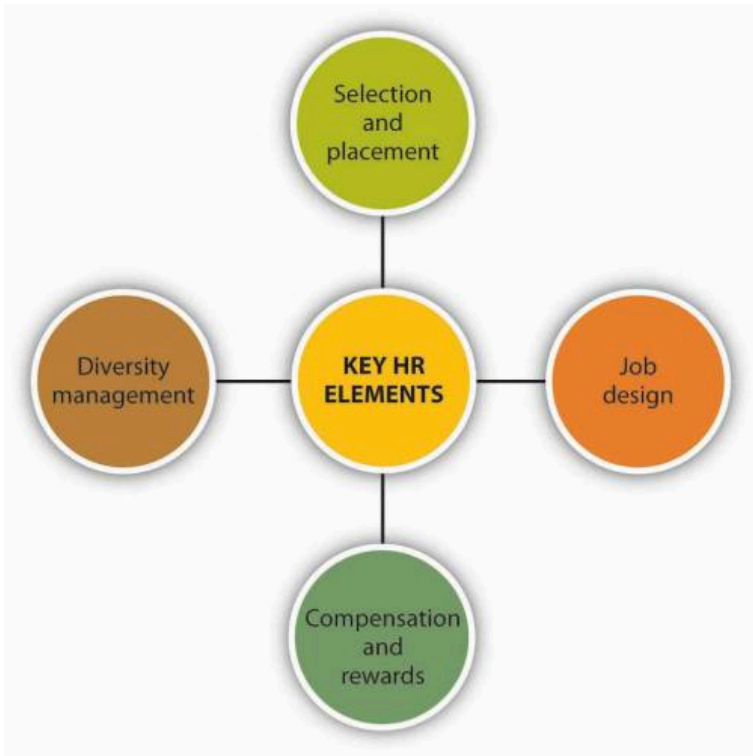 Selection
and
placement
Diversity
management
KEY HR
ELEMENTS
Job
design
Compensation
and
rewards